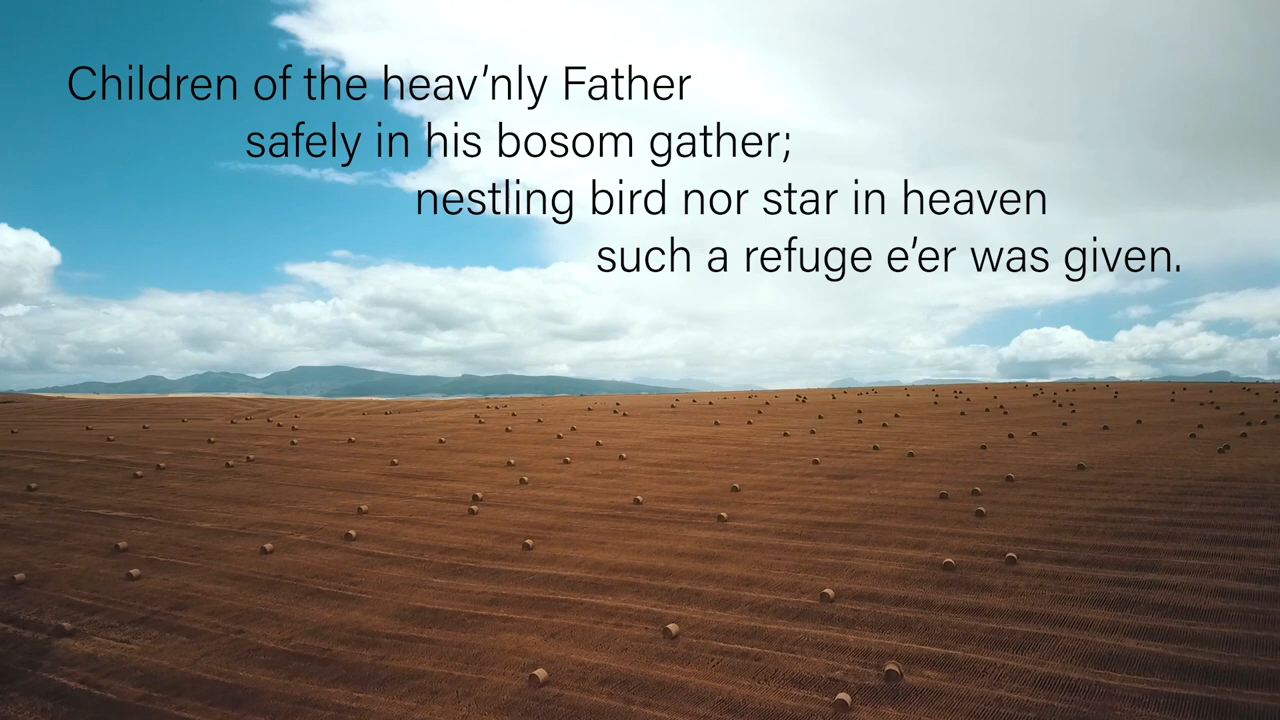 Children of the heav’nly Father
safely in his bosom gather;
nestling bird nor star in heaven
such a refuge e’er was given.